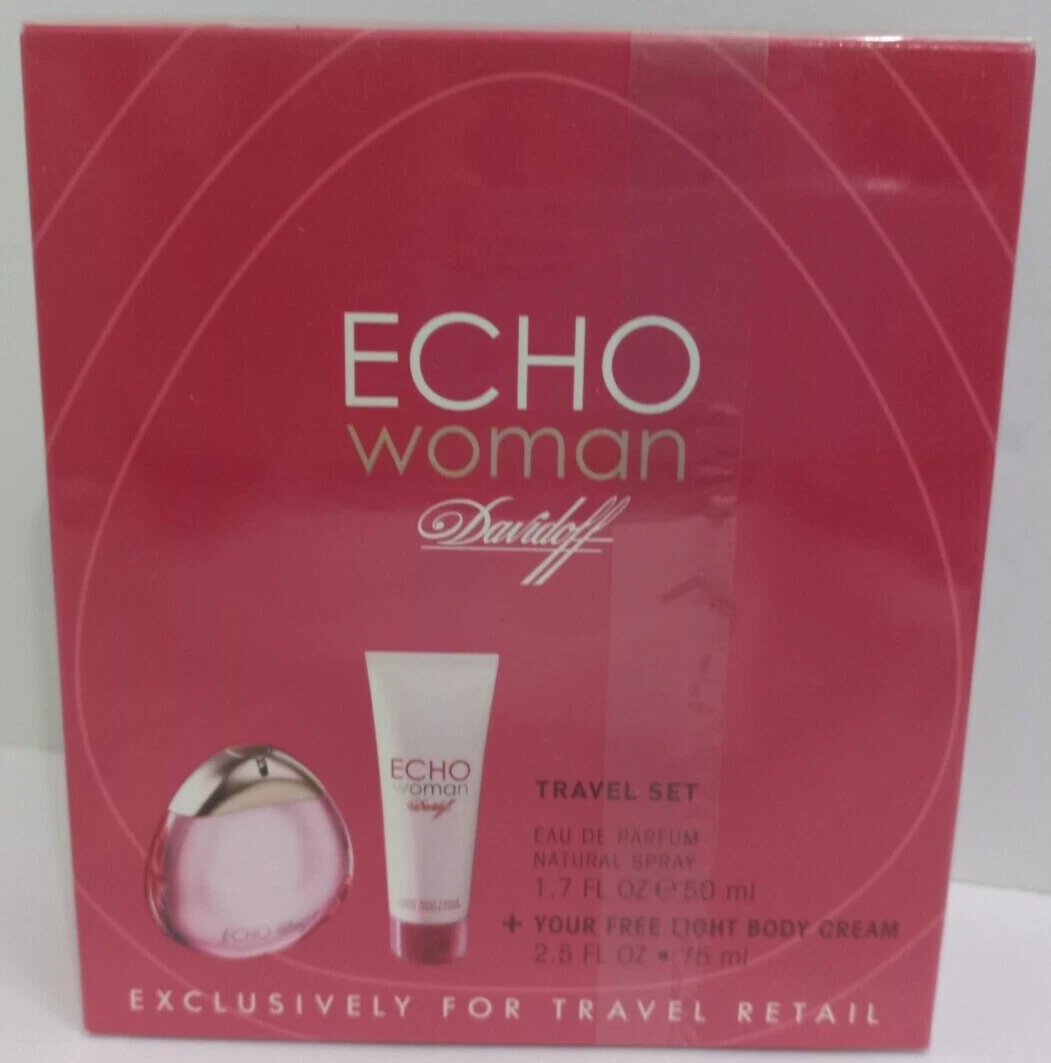 ECHO
woman
Davidoff
ECHO
woman
Davidoff
ECHO
TRAVEL SET
EAU DE PARFUM
NATURAL SPRAY
1.7 FL OZ ℮ 50 ml
+ YOUR FREE LIGHT BODY CREAM
2.5 FL OZ • 75 ml
EXCLUSIVELY FOR TRAVEL RETAIL